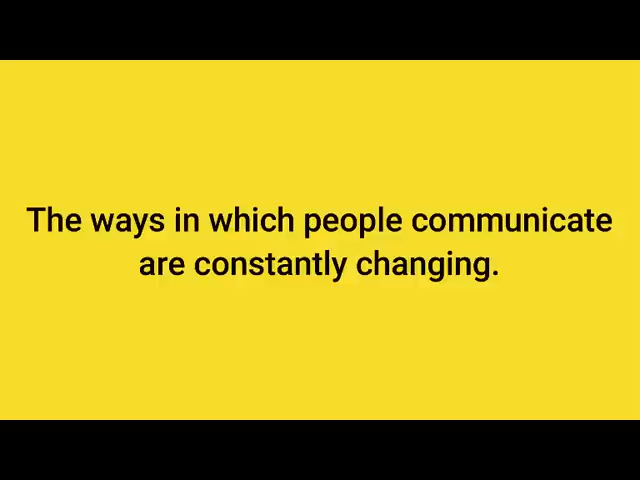 The ways in which people communicate
are constantly changing.